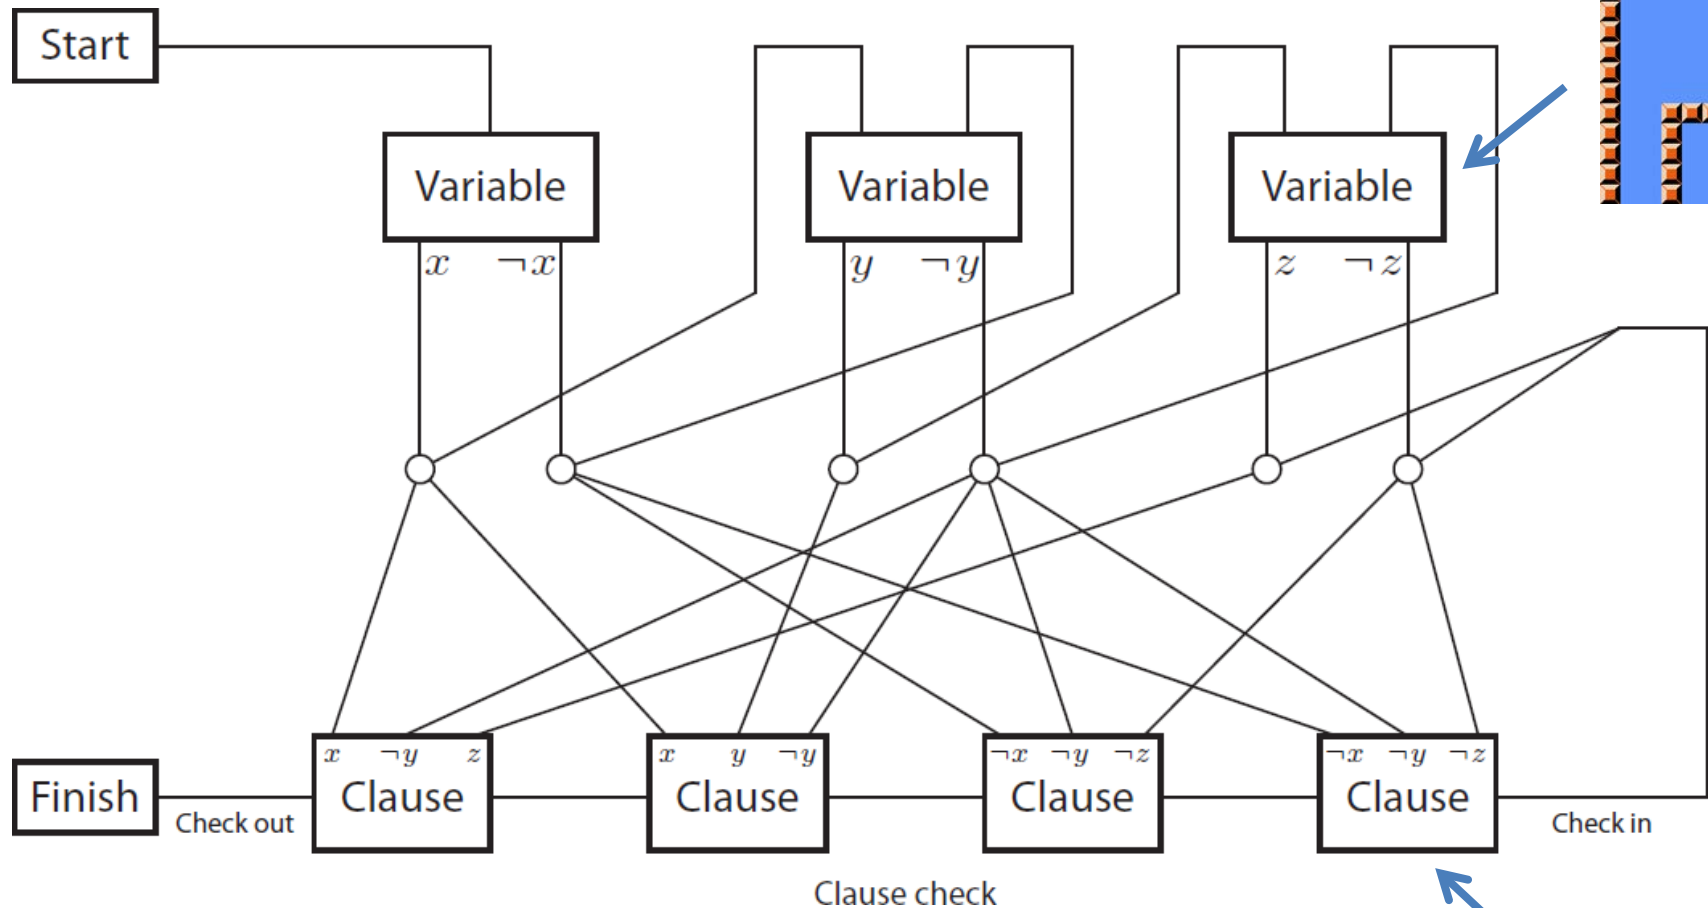 Start
Variable
Variable
Variable
x ¬x
y ¬y
z ¬z
x ¬y z
x y ¬y
¬x ¬y ¬z
¬x ¬y ¬z
Finish
Clause
Clause
Clause
Clause
Check out
Check in
Clause check